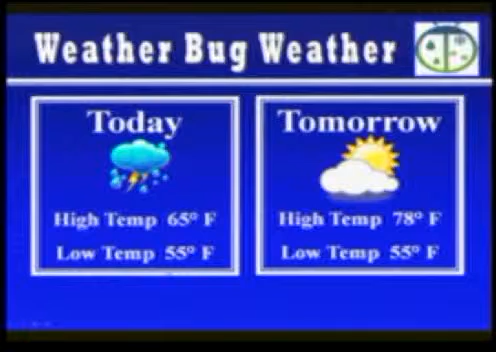 Weather Bug Weather
Today
High Temp 65° F
Low Temp 55° F
Tomorrow
High Temp 78° F
Low Temp 55° F